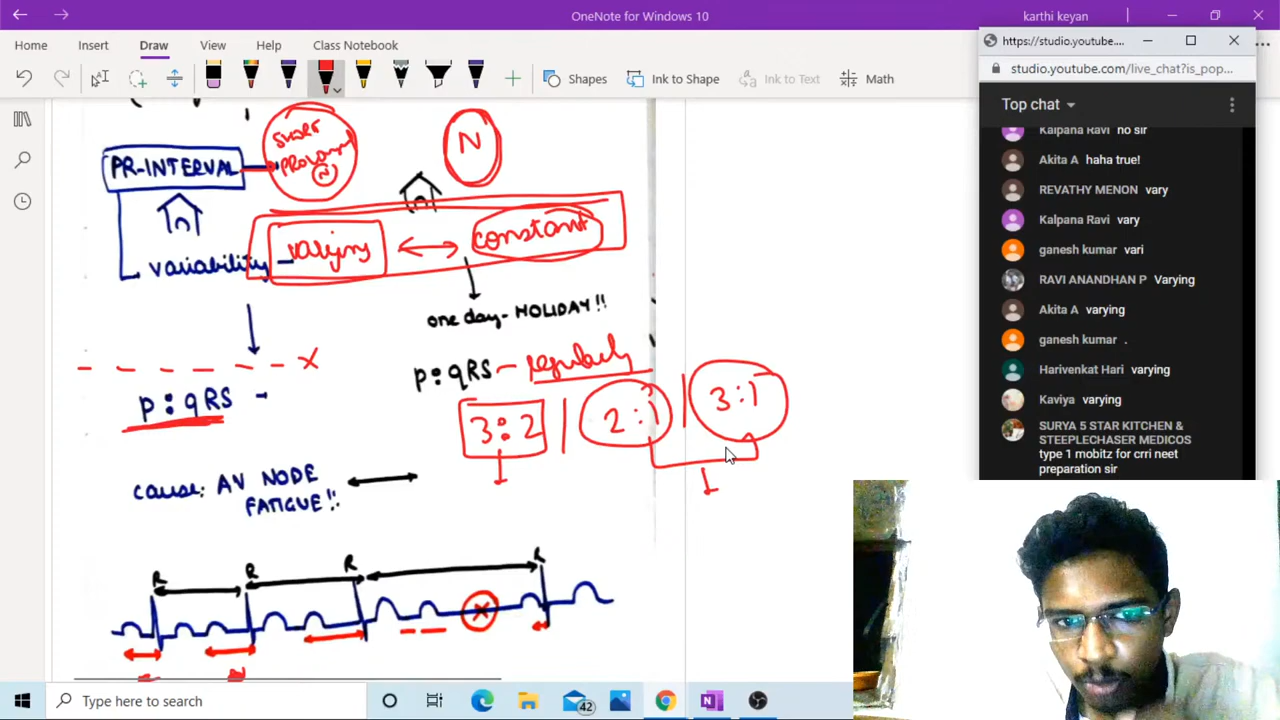 OneNote for Windows 10
karthi keyan
Home Insert Draw View Help Class Notebook
Shapes Ink to Shape Ink to Text Math
https://studio.youtube....
studio.youtube.com/live_chat?is_pop...
Top chat
Kalpana Ravi no sir
Akita A haha true!
REVATHY MENON vary
Kalpana Ravi vary
ganesh kumar vari
RAVI ANANDHAN P Varying
Akita A varying
ganesh kumar .
Harivenkat Hari varying
Kaviya varying
SURYA 5 STAR KITCHEN &
STEEPLECHASER MEDICOS
type 1 mobitz for crri neet
preparation sir
N
PR-INTERVAL
N
variability - varying ↔ constant
one day - HOLIDAY!!
p:qRS - regularly
X
p:qRS -
3:2 | 2:1 | 3:1
cause: AV NODE
FATIGUE!!
R R R R
X
Type here to search
42